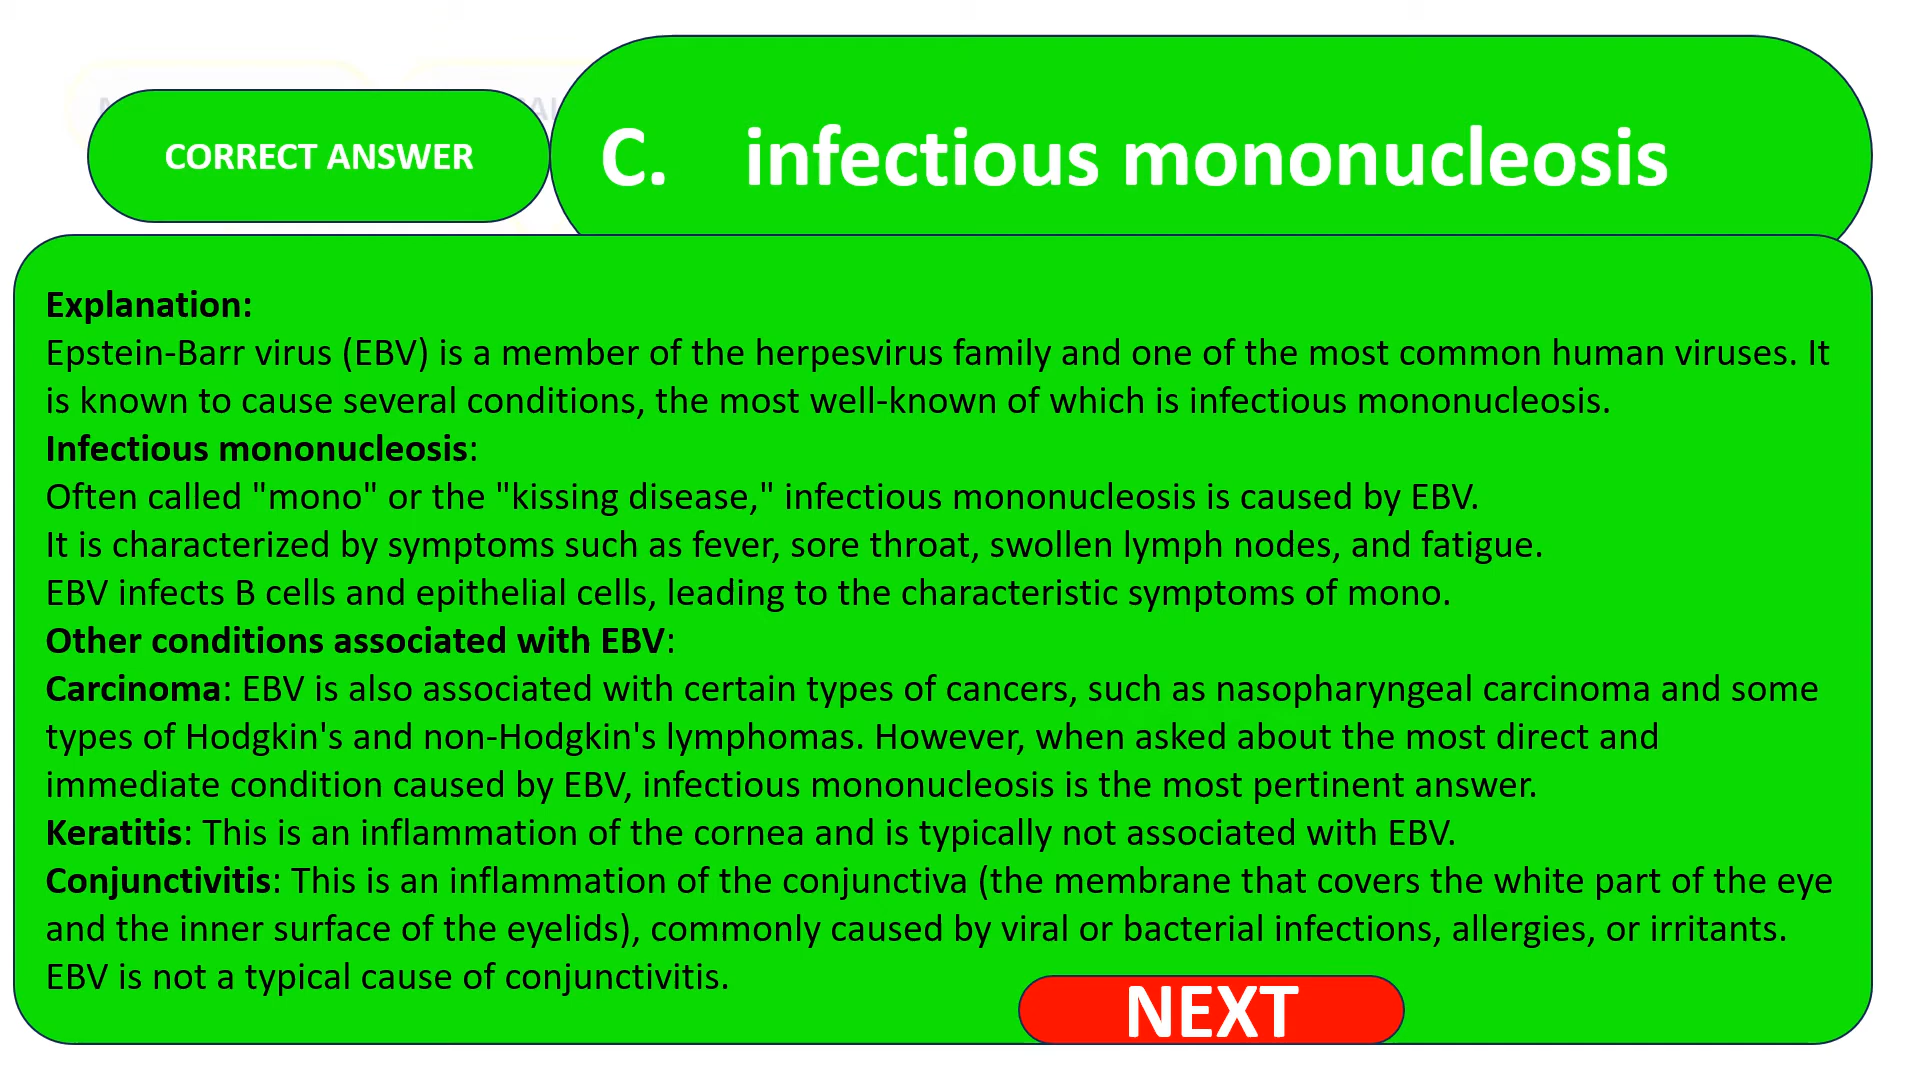 CORRECT ANSWER
C. infectious mononucleosis
Explanation:
Epstein-Barr virus (EBV) is a member of the herpesvirus family and one of the most common human viruses. It
is known to cause several conditions, the most well-known of which is infectious mononucleosis.
Infectious mononucleosis:
Often called "mono" or the "kissing disease," infectious mononucleosis is caused by EBV.
It is characterized by symptoms such as fever, sore throat, swollen lymph nodes, and fatigue.
EBV infects B cells and epithelial cells, leading to the characteristic symptoms of mono.
Other conditions associated with EBV:
Carcinoma: EBV is also associated with certain types of cancers, such as nasopharyngeal carcinoma and some
types of Hodgkin's and non-Hodgkin's lymphomas. However, when asked about the most direct and
immediate condition caused by EBV, infectious mononucleosis is the most pertinent answer.
Keratitis: This is an inflammation of the cornea and is typically not associated with EBV.
Conjunctivitis: This is an inflammation of the conjunctiva (the membrane that covers the white part of the eye
and the inner surface of the eyelids), commonly caused by viral or bacterial infections, allergies, or irritants.
EBV is not a typical cause of conjunctivitis.
NEXT